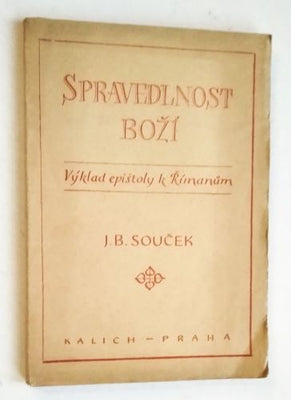 SPRAVEDLNOST
BOŽÍ
Výklad epištoly k Římanům
J. B. SOUČEK
KALICH – PRAHA